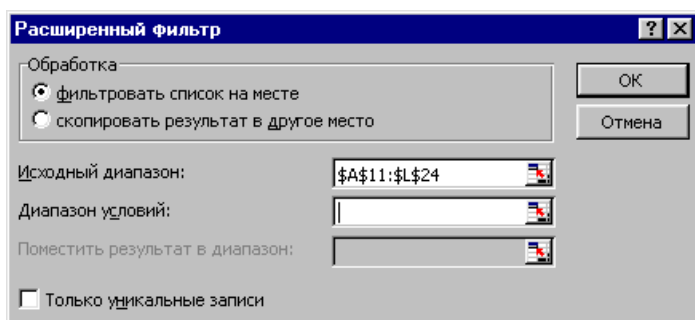 Расширенный фильтр
Обработка
фильтровать список на месте
скопировать результат в другое место
ОК
Отмена
Исходный диапазон:
$A$11:$L$24
Диапазон условий:
Поместить результат в диапазон:
Только уникальные записи